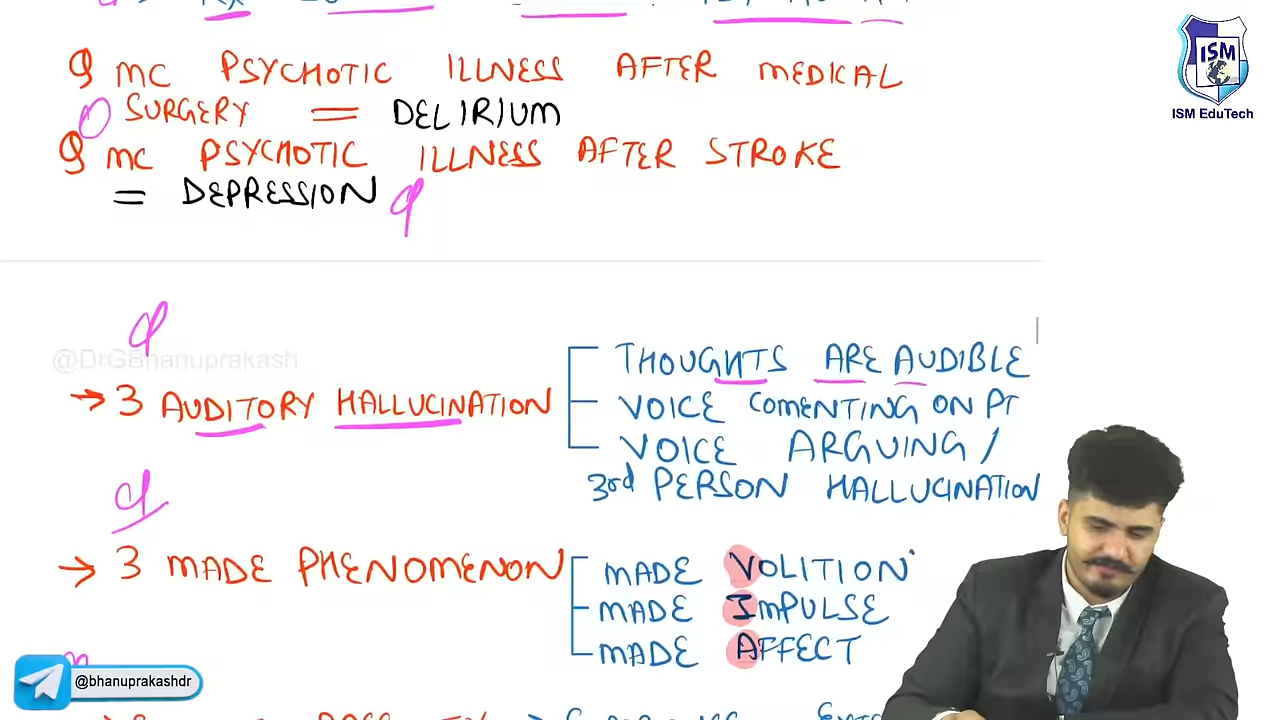 Q MC PSYCHOTIC ILLNESS AFTER MEDICAL
SURGERY = DELIRIUM
Q MC PSYCHOTIC ILLNESS AFTER STROKE
= DEPRESSION
@DrGBhanuprakash
→ 3 AUDITORY HALLUCINATION
THOUGHTS ARE AUDIBLE
VOICE COMENTING ON PT
VOICE ARGUING /
3rd PERSON HALLUCINATION
→ 3 MADE PHENOMENON
MADE VOLITION
MADE IMPULSE
MADE AFFECT
@bhanuprakashdr
ISM
ISM EduTech